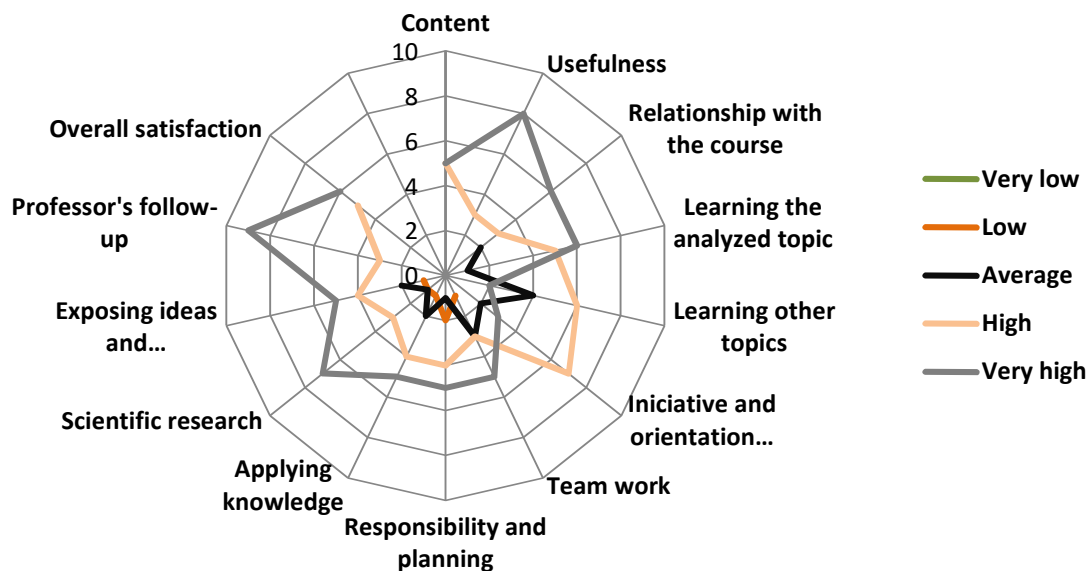 Content
10
8
6
4
2
0
Usefulness
Relationship with
the course
Learning the
analyzed topic
Learning other
topics
Iniciative and
orientation…
Team work
Responsibility and
planning
Applying
knowledge
Scientific research
Exposing ideas
and…
Professor's follow-
up
Overall satisfaction
Very low
Low
Average
High
Very high